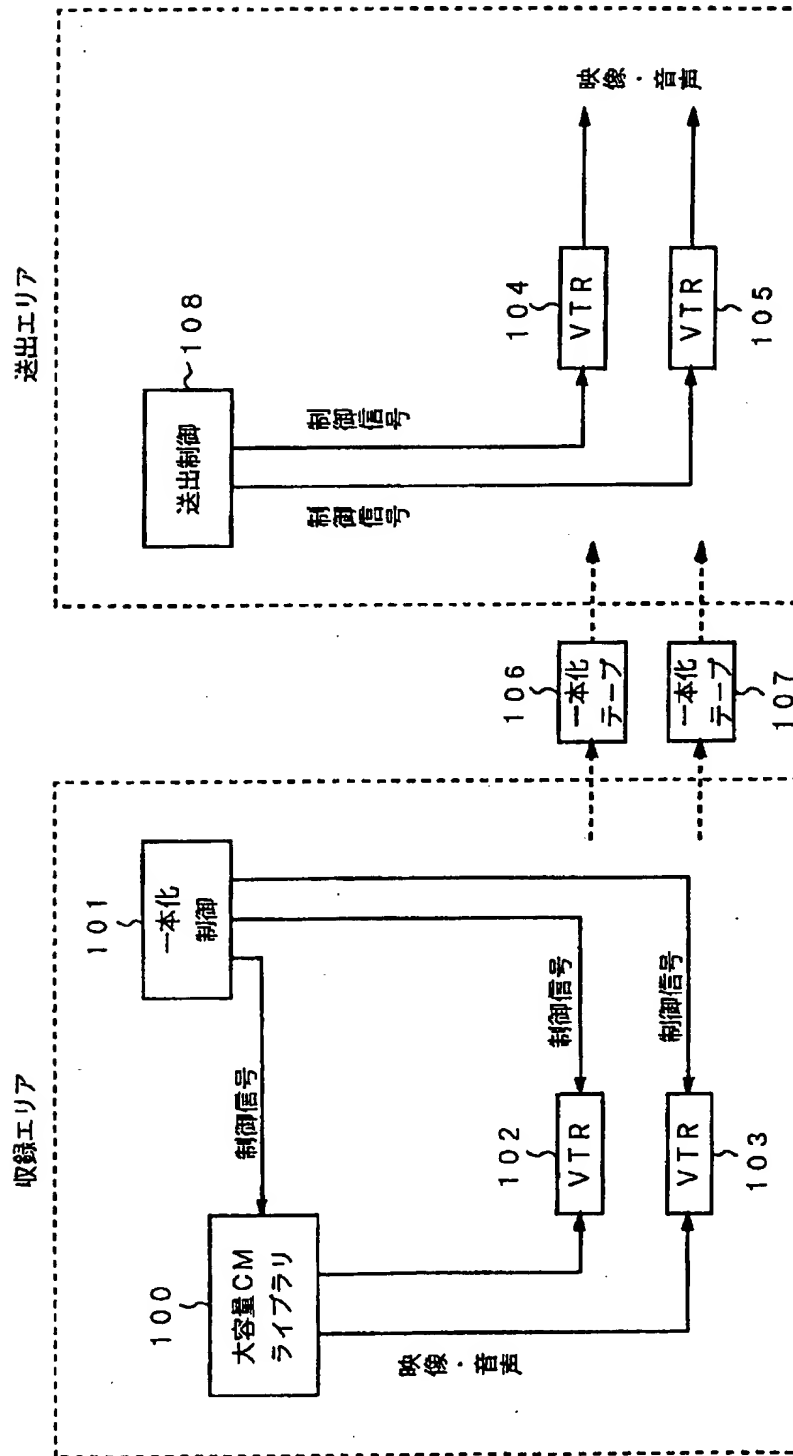 収録エリア
100
大容量CM
ライブラリ
制御信号
101
一本化
制御
映像・音声
102
VTR
制御信号
103
VTR
制御信号
106
一本化
テープ
107
一本化
テープ
送出エリア
108
送出制御
制御信号
制御信号
104
VTR
105
VTR
映像・音声